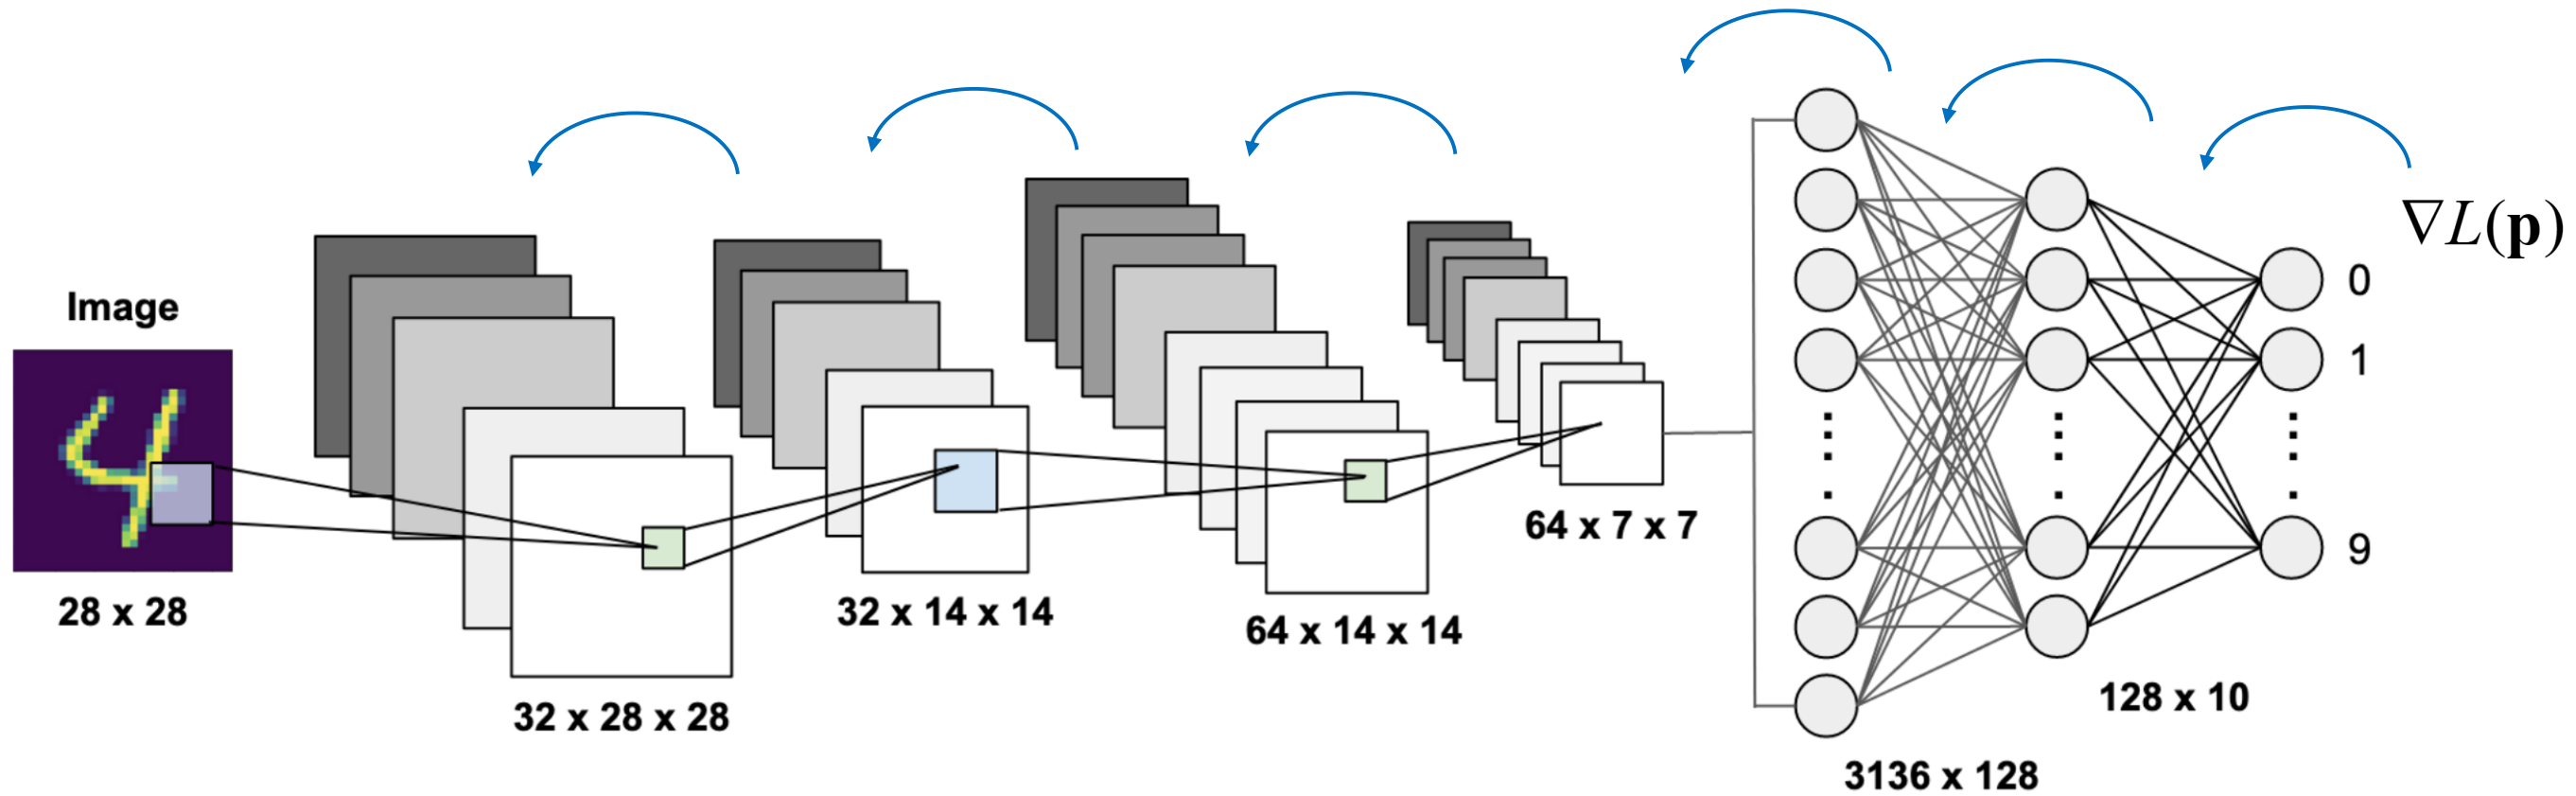 Image
28 x 28
32 x 28 x 28
32 x 14 x 14
64 x 14 x 14
64 x 7 x 7
3136 x 128
128 x 10
0
1
9
∇L(p)